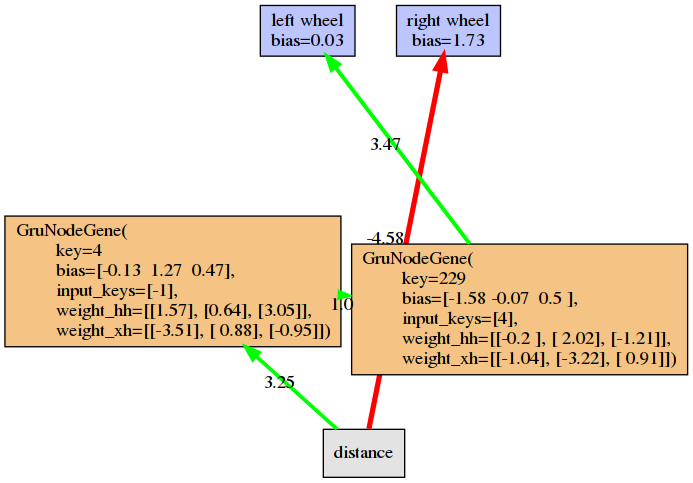 left wheel
bias=0.03
right wheel
bias=1.73
3.47
-4.58
GruNodeGene(
key=4
bias=[-0.13 1.27 0.47],
input_keys=[-1],
weight_hh=[[1.57], [0.64], [3.05]],
weight_xh=[[-3.51], [ 0.88], [-0.95]])
1.0
GruNodeGene(
key=229
bias=[-1.58 -0.07 0.5 ],
input_keys=[4],
weight_hh=[[-0.2 ], [ 2.02], [-1.21]],
weight_xh=[[-1.04], [-3.22], [ 0.91]])
3.25
distance